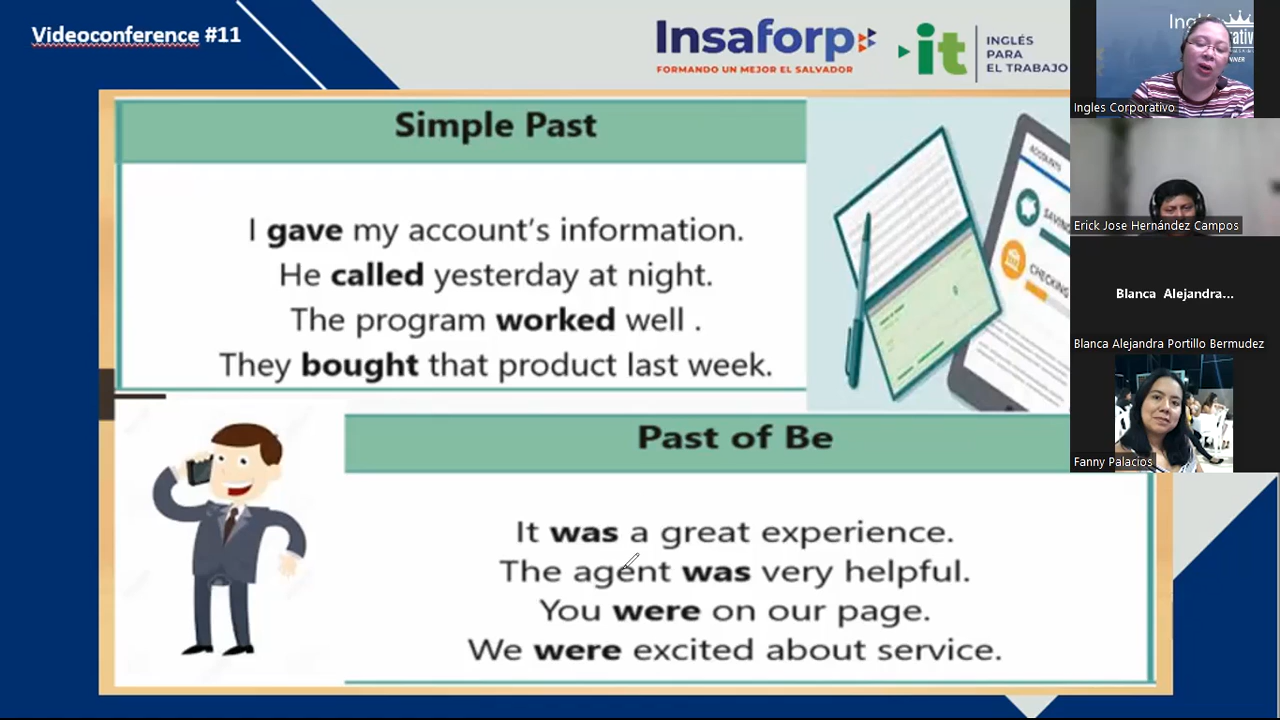 Videoconference #11
Insaforp
FORMANDO UN MEJOR EL SALVADOR
it
INGLÉS
PARA
EL TRABAJO
Simple Past
I gave my account's information.
He called yesterday at night.
The program worked well .
They bought that product last week.
ACCOUNTS
CHECKING
Past of Be
It was a great experience.
The agent was very helpful.
You were on our page.
We were excited about service.
Ingles Corporativo
Erick Jose Hernández Campos
Blanca Alejandra...
Blanca Alejandra Portillo Bermudez
Fanny Palacios